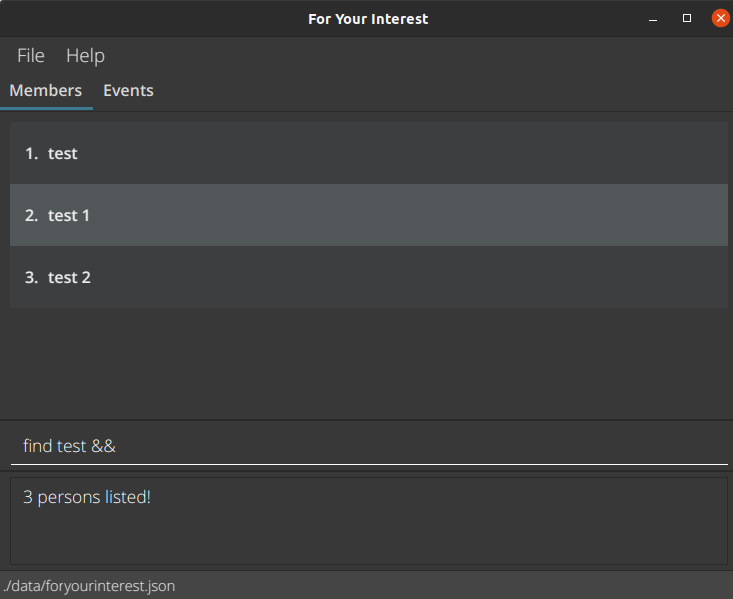 For Your Interest
File Help
Members Events
1. test
2. test 1
3. test 2
find test &&
3 persons listed!
./data/foryourinterest.json